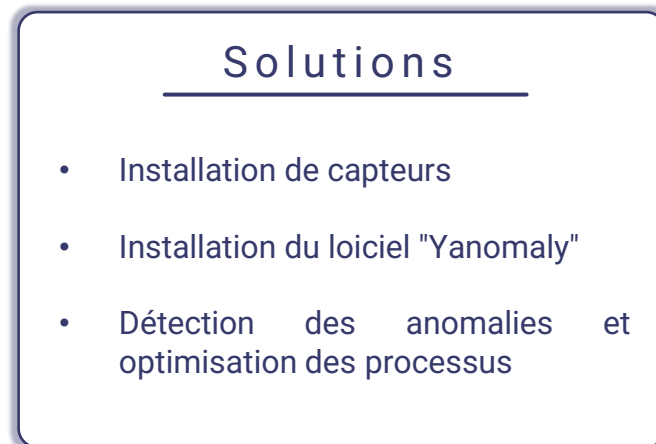 Solutions
• Installation de capteurs
• Installation du loiciel "Yanomaly"
• Détection des anomalies et
optimisation des processus